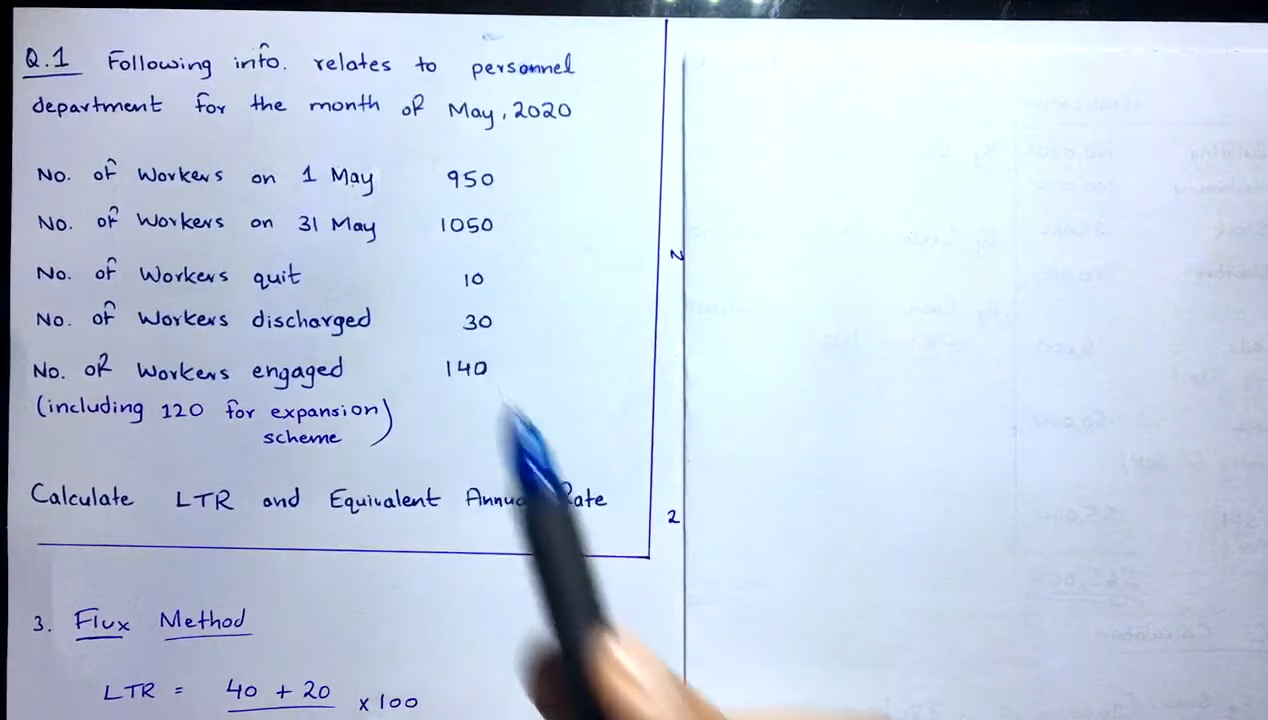 Q.1 Following info. relates to personnel
department for the month of May, 2020
No. of Workers on 1 May 950
No. of Workers on 31 May 1050
No. of Workers quit 10
No. of Workers discharged 30
No. of Workers engaged 140
(including 120 for expansion
scheme)
Calculate LTR and Equivalent Rate
3. Flux Method
LTR = 40 + 20 x 100
2